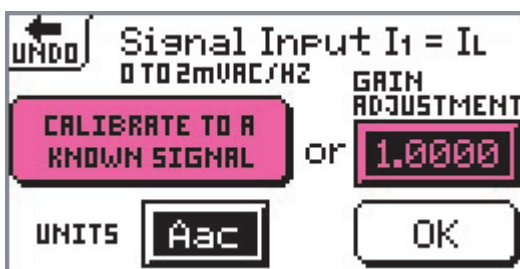 UNDO
Signal Input I1 = IL
0 TO 2mVAC/HZ
GAIN
ADJUSTMENT
CALIBRATE TO A
KNOWN SIGNAL
or
1.0000
UNITS
Aac
OK